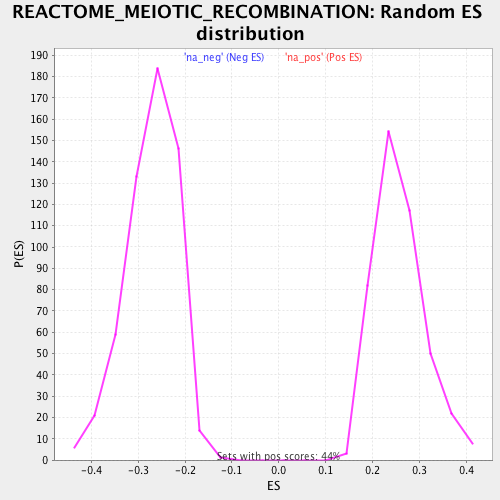 REACTOME_MEIOTIC_RECOMBINATION: Random ES
distribution
'na_neg' (Neg ES) 'na_pos' (Pos ES)
190
180
170
160
150
140
130
120
110
100
90
80
70
60
50
40
30
20
10
0
P(ES)
Sets with pos scores: 44%
-0.4 -0.3 -0.2 -0.1 0.0 0.1 0.2 0.3 0.4
ES